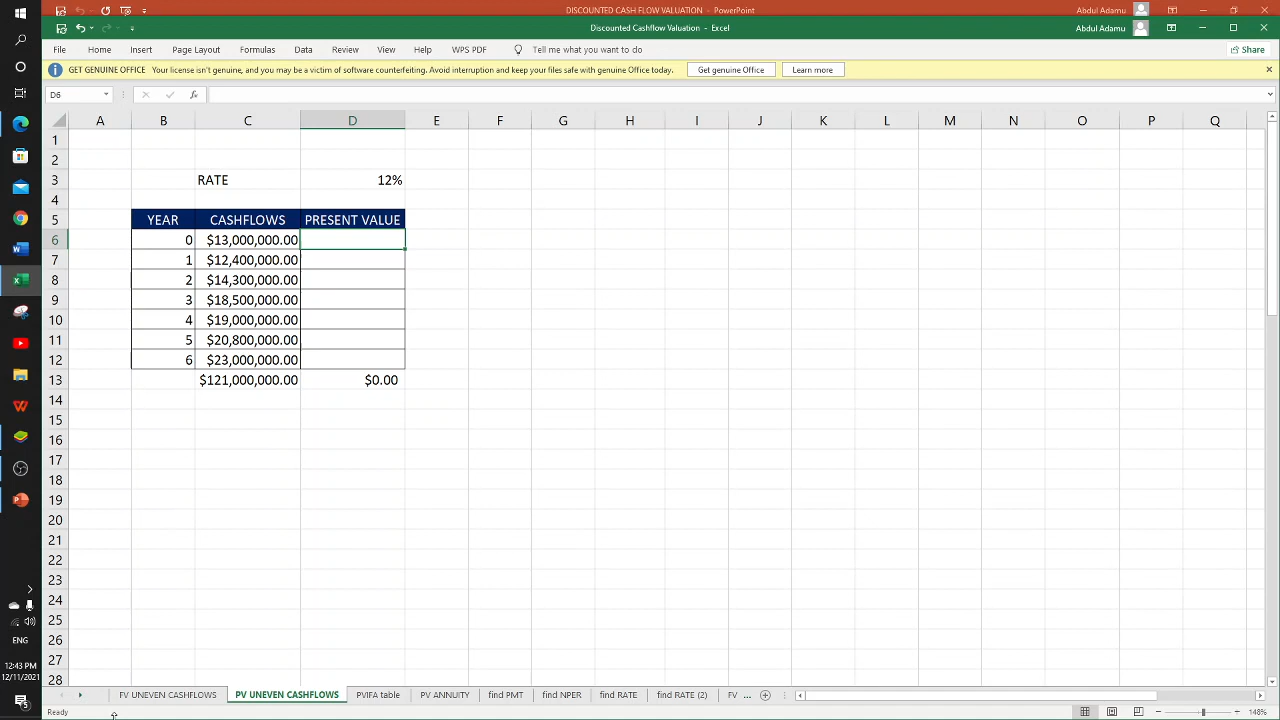 DISCOUNTED CASH FLOW VALUATION - PowerPoint
Abdul Adamu
Discounted Cashflow Valuation - Excel
Abdul Adamu
File Home Insert Page Layout Formulas Data Review View Help WPS PDF Tell me what you want to do Share
GET GENUINE OFFICE Your license isn't genuine, and you may be a victim of software counterfeiting. Avoid interruption and keep your files safe with genuine Office today. Get genuine Office Learn more
D6 fx
A B C D E F G H I J K L M N O P Q
1
2
3 RATE 12%
4
5 YEAR CASHFLOWS PRESENT VALUE
6 0 $13,000,000.00
7 1 $12,400,000.00
8 2 $14,300,000.00
9 3 $18,500,000.00
10 4 $19,000,000.00
11 5 $20,800,000.00
12 6 $23,000,000.00
13 $121,000,000.00 $0.00
14
15
16
17
18
19
20
21
22
23
24
25
26
27
28
ENG
12:43 PM
12/11/2021
5
FV UNEVEN CASHFLOWS PV UNEVEN CASHFLOWS PVIFA table PV ANNUITY find PMT find NPER find RATE find RATE (2) FV ...
Ready 148%